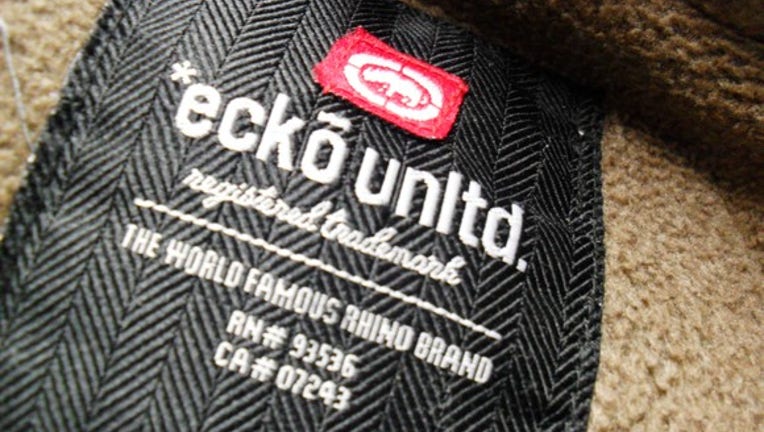 *eckō unltd.
registered trademark
THE WORLD FAMOUS RHINO BRAND
RN# 93536
CA# 07243